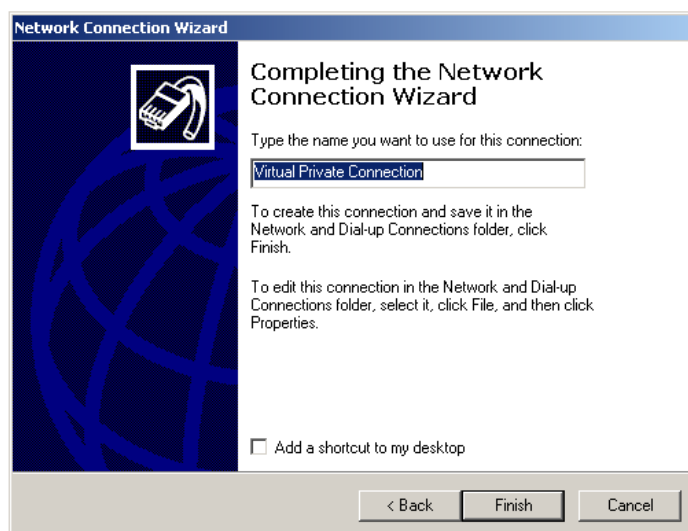 Network Connection Wizard
Completing the Network
Connection Wizard
Type the name you want to use for this connection:
Virtual Private Connection
To create this connection and save it in the
Network and Dial-up Connections folder, click
Finish.
To edit this connection in the Network and Dial-up
Connections folder, select it, click File, and then click
Properties.
Add a shortcut to my desktop
< Back
Finish
Cancel